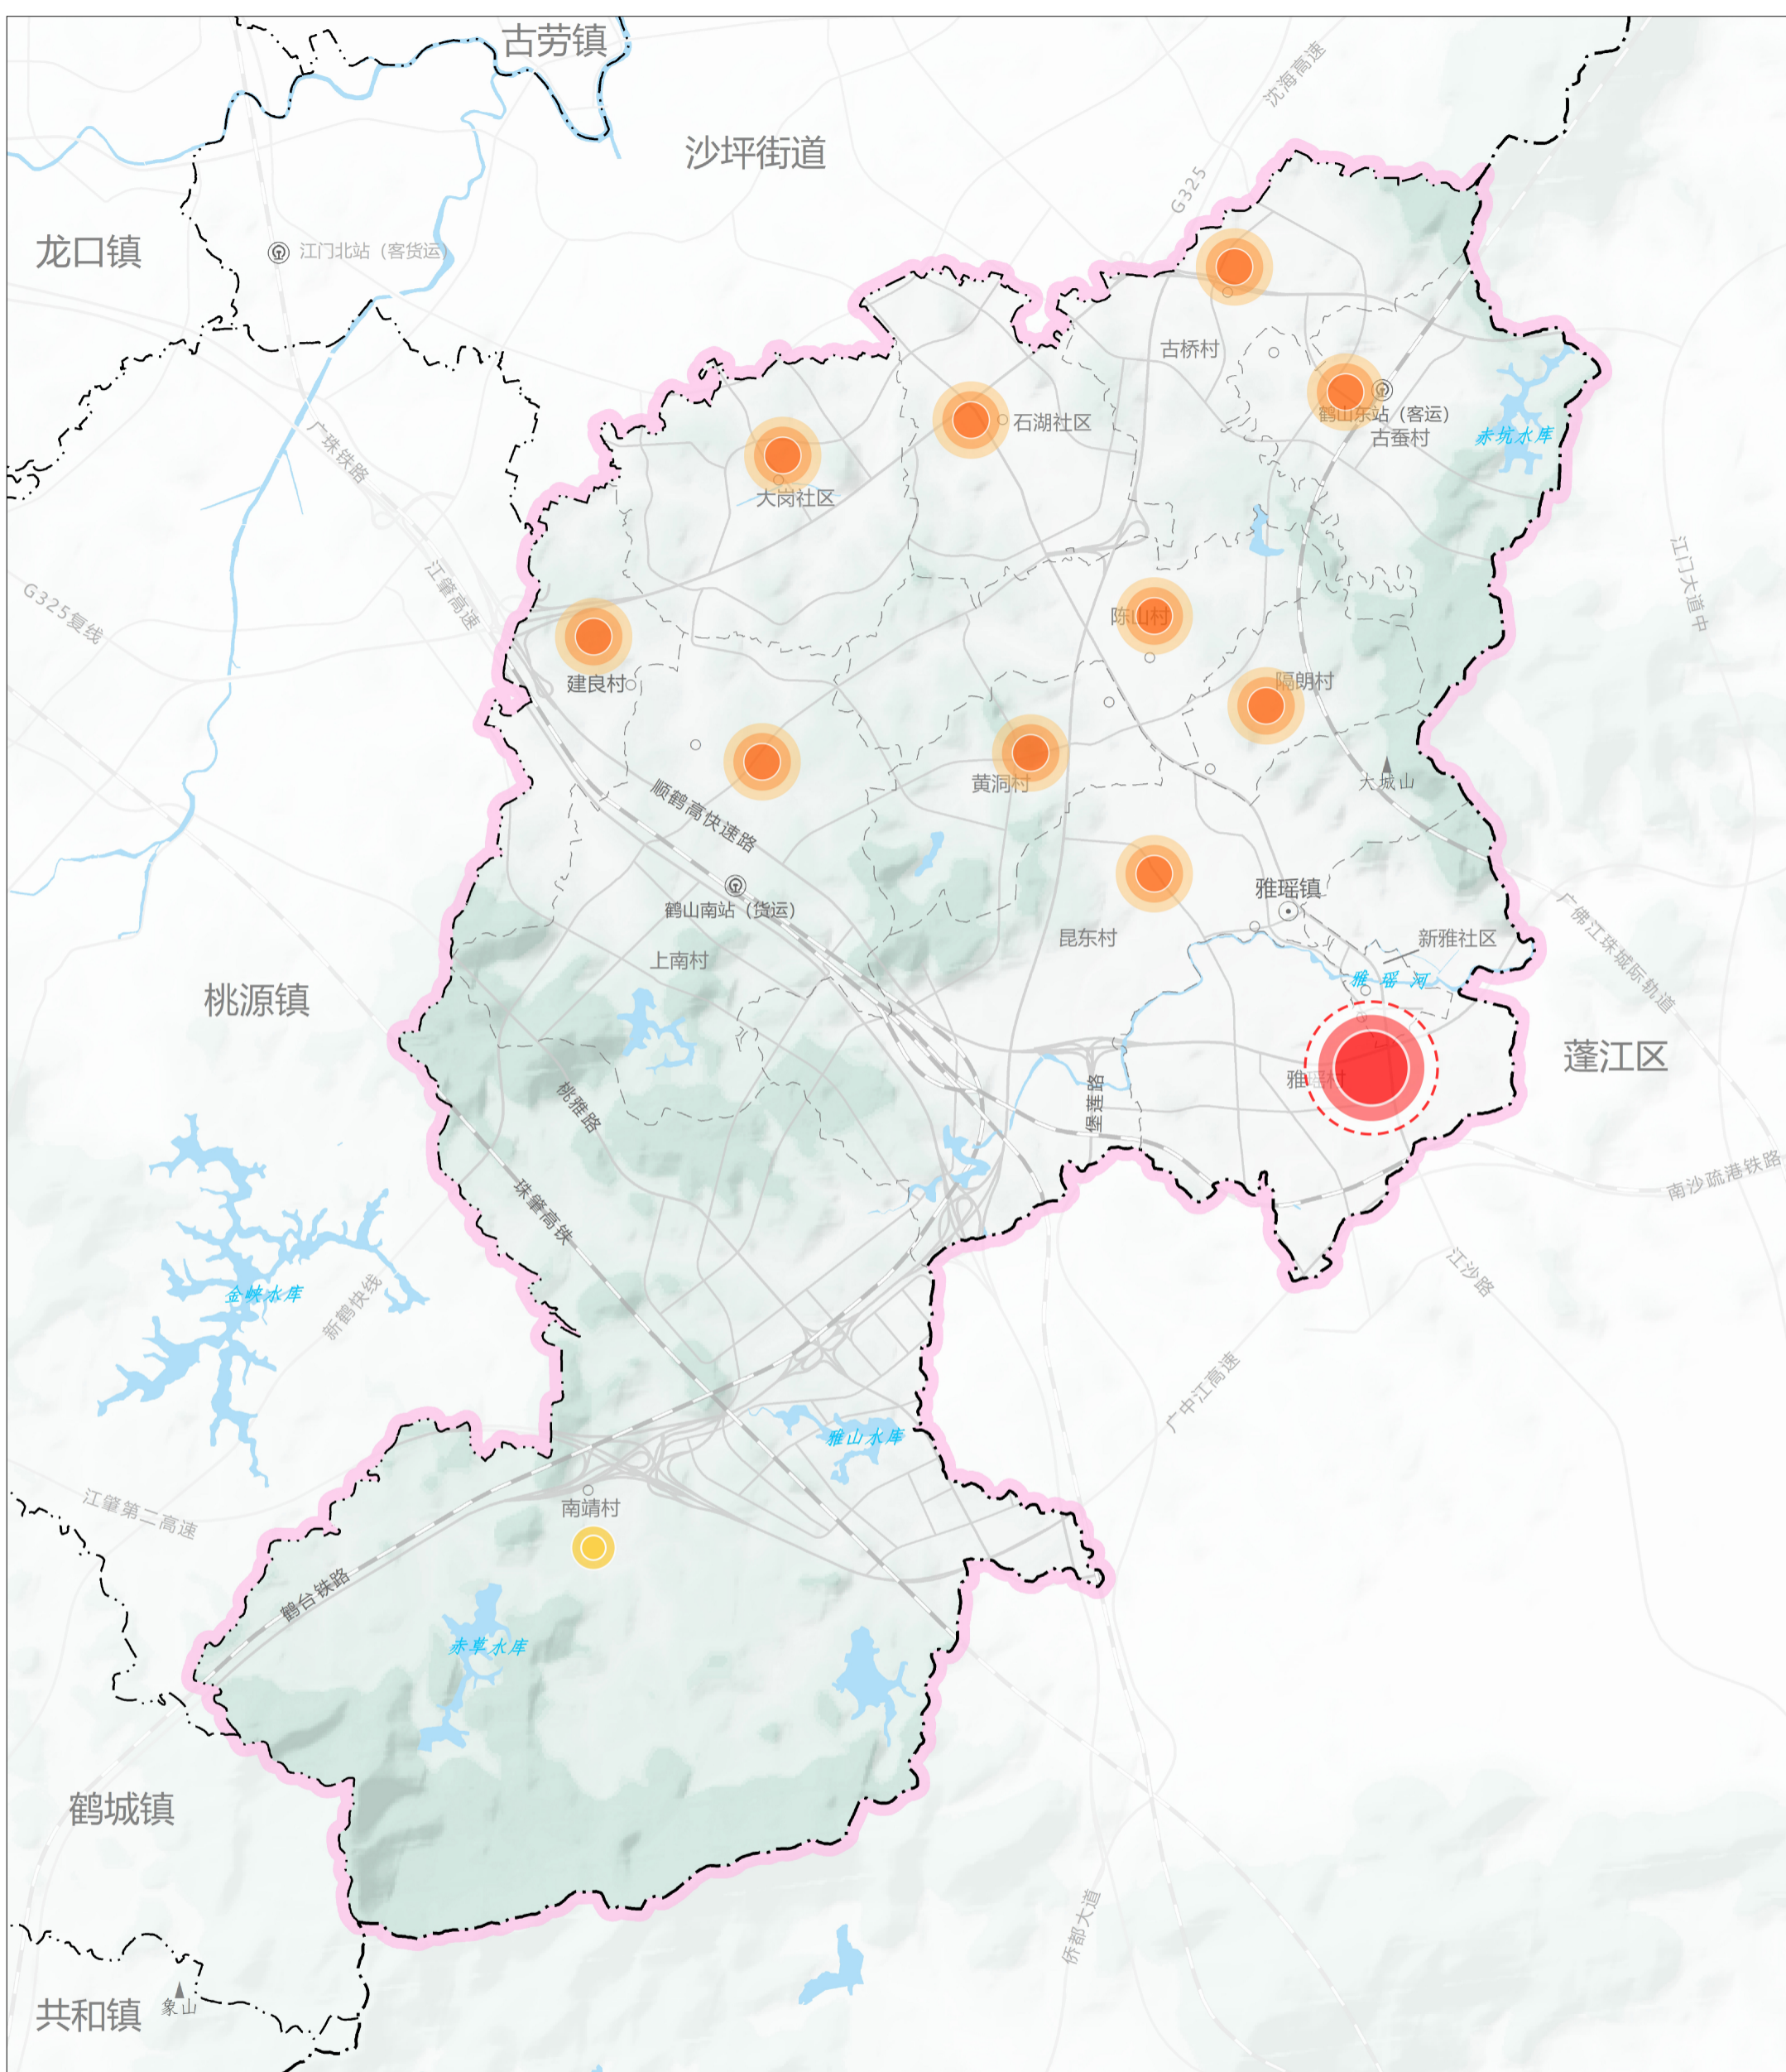 古劳镇
沈海高速
沙坪街道
G325
龙口镇
江门北站（客货运）
古桥村
鹤山东站（客运）
石湖社区
古蚕村
赤坑水库
广珠铁路
大岗社区
江肇高速
江门大道中
G325复线
陈山村
建良村
隔朗村
黄洞村
大城山
顺鹤高快速路
雅瑶镇
鹤山南站（货运）
昆东村
新雅社区
广佛江珠城际轨道
上南村
雅瑶河
桃源镇
蓬江区
雅瑶村
桃雅路
堡莲路
南沙疏港铁路
珠肇高铁
江沙路
金峡水库
新鹤快线
广中江高速
雅山水库
江肇第二高速
南靖村
鹤台铁路
赤草水库
鹤城镇
侨都大道
共和镇
象山